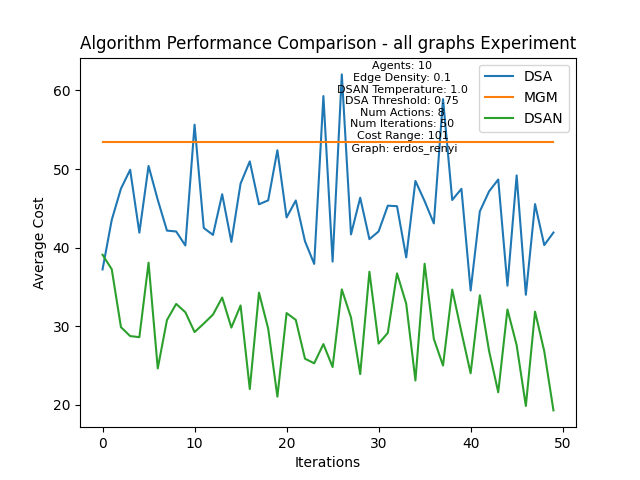 Algorithm Performance Comparison - all graphs Experiment
Agents: 10
Edge Density: 0.1
DSAN Temperature: 1.0
DSA Threshold: 0.75
Num Actions: 8
Num Iterations: 50
Cost Range: 101
Graph: erdos_renyi
DSA
MGM
DSAN
Average Cost
60
50
40
30
20
0
10
20
30
40
50
Iterations